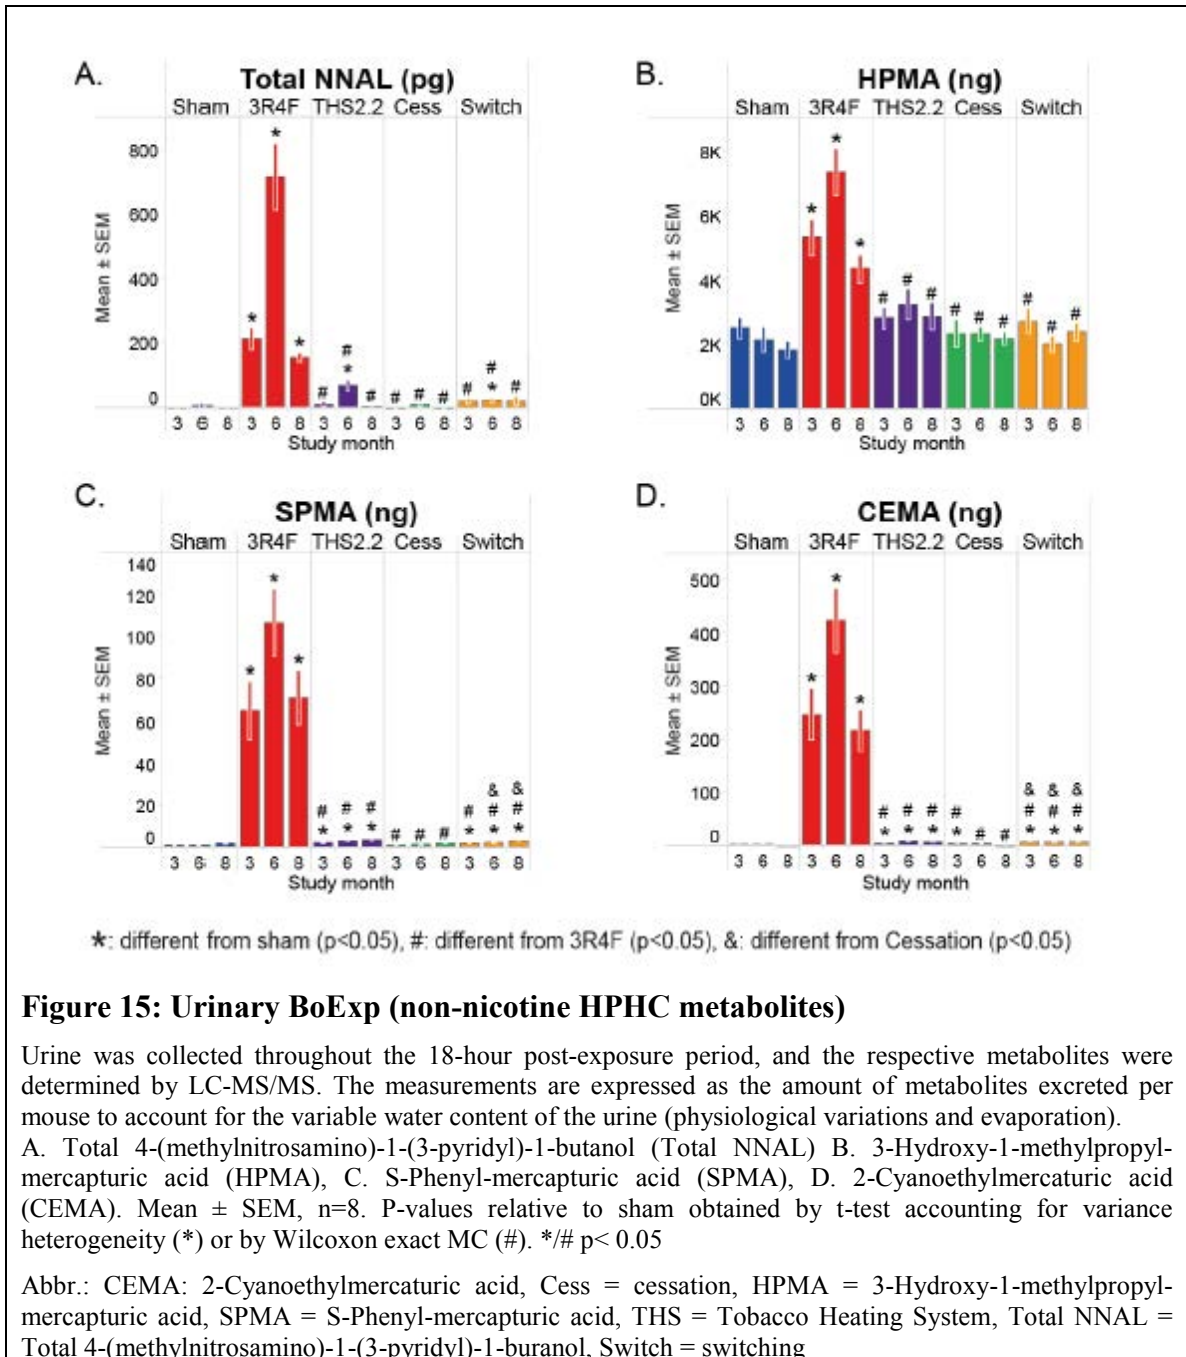 A.
Total NNAL (pg)
Sham 3R4F THS2.2 Cess Switch
Mean ± SEM
800
600
400
200
0
* * * # # * # # # # # # * #
3 6 8 3 6 8 3 6 8 3 6 8 3 6 8
Study month
B.
HPMA (ng)
Sham 3R4F THS2.2 Cess Switch
Mean ± SEM
8K
6K
4K
2K
0K
* * * # # # # # # # # #
3 6 8 3 6 8 3 6 8 3 6 8 3 6 8
Study month
C.
SPMA (ng)
Sham 3R4F THS2.2 Cess Switch
Mean ± SEM
140
120
100
80
60
40
20
0
* * *
& &
# # # # # #
* * * # # # * * *
3 6 8 3 6 8 3 6 8 3 6 8 3 6 8
Study month
D.
CEMA (ng)
Sham 3R4F THS2.2 Cess Switch
Mean ± SEM
500
400
300
200
100
0
* * *
& & &
# # # # # # #
* * * * # # * * *
3 6 8 3 6 8 3 6 8 3 6 8 3 6 8
Study month
*: different from sham (p<0.05), #: different from 3R4F (p<0.05), &: different from Cessation (p<0.05)
Figure 15: Urinary BoExp (non-nicotine HPHC metabolites)
Urine was collected throughout the 18-hour post-exposure period, and the respective metabolites were
determined by LC-MS/MS. The measurements are expressed as the amount of metabolites excreted per
mouse to account for the variable water content of the urine (physiological variations and evaporation).
A. Total 4-(methylnitrosamino)-1-(3-pyridyl)-1-butanol (Total NNAL) B. 3-Hydroxy-1-methylpropyl-
mercapturic acid (HPMA), C. S-Phenyl-mercapturic acid (SPMA), D. 2-Cyanoethylmercaturic acid
(CEMA). Mean ± SEM, n=8. P-values relative to sham obtained by t-test accounting for variance
heterogeneity (*) or by Wilcoxon exact MC (#). */# p< 0.05
Abbr.: CEMA: 2-Cyanoethylmercaturic acid, Cess = cessation, HPMA = 3-Hydroxy-1-methylpropyl-
mercapturic acid, SPMA = S-Phenyl-mercapturic acid, THS = Tobacco Heating System, Total NNAL =
Total 4-(methylnitrosamino)-1-(3-pyridyl)-1-buranol, Switch = switching